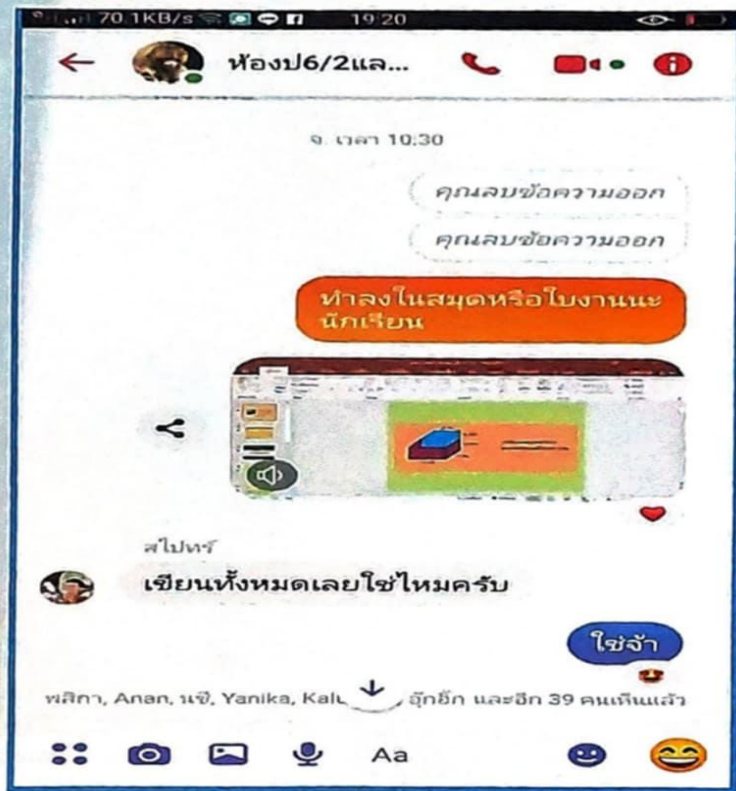 70.1KB/s 19:20
ห้องป6/2แล...
จ. เวลา 10:30
คุณลบข้อความออก
คุณลบข้อความออก
ทำลงในสมุดหรือใบงานนะ
นักเรียน
สไปทร์
เขียนทั้งหมดเลยใช่ไหมครับ
ใช่จ้า
พสิกา, Anan, นซี, Yanika, อุ๊กอิ๊ก และอีก 39 คนเห็นแล้ว
Aa